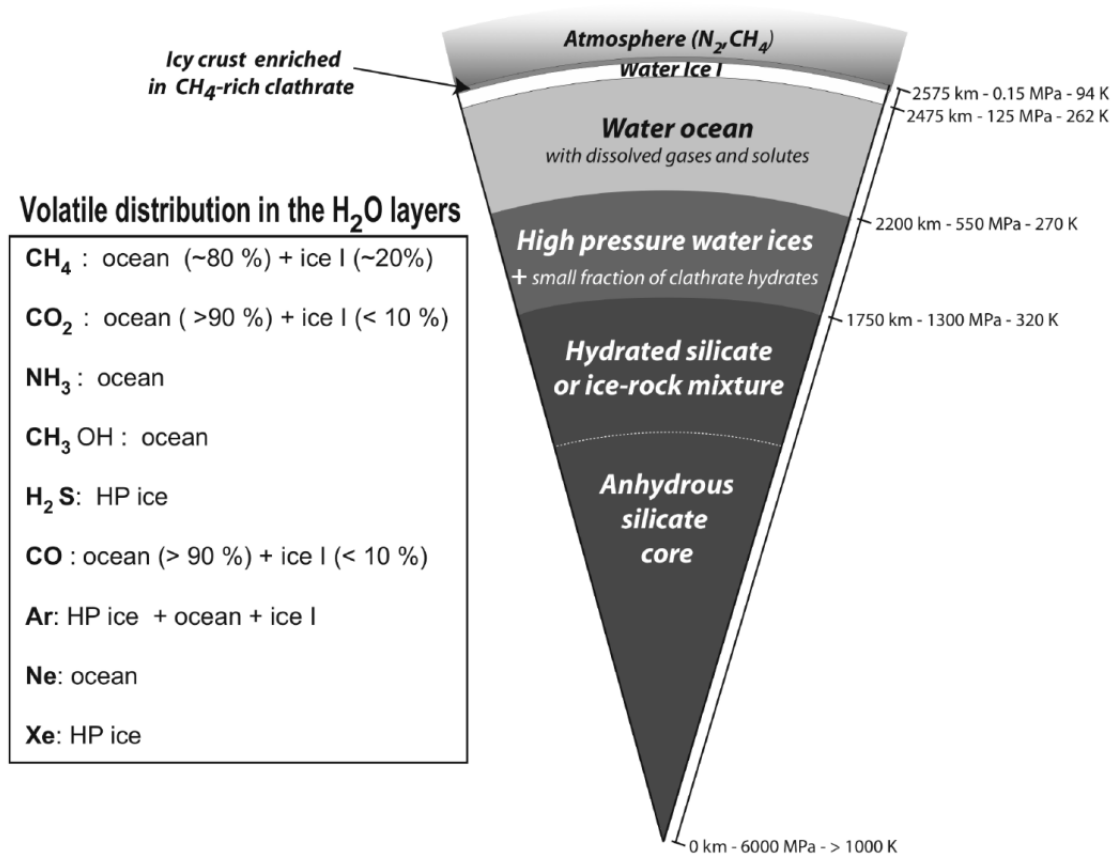 Atmosphere (N2,CH4)
Icy crust enriched
in CH4-rich clathrate
Water Ice I
2575 km - 0.15 MPa - 94 K
2475 km - 125 MPa - 262 K
Water ocean
with dissolved gases and solutes
2200 km - 550 MPa - 270 K
High pressure water ices
+ small fraction of clathrate hydrates
1750 km - 1300 MPa - 320 K
Hydrated silicate
or ice-rock mixture
Anhydrous
silicate
core
0 km - 6000 MPa - > 1000 K
Volatile distribution in the H2O layers
CH4 : ocean (~80 %) + ice I (~20%)
CO2 : ocean ( >90 %) + ice I (< 10 %)
NH3 : ocean
CH3 OH : ocean
H2 S: HP ice
CO : ocean (> 90 %) + ice I (< 10 %)
Ar: HP ice + ocean + ice I
Ne: ocean
Xe: HP ice